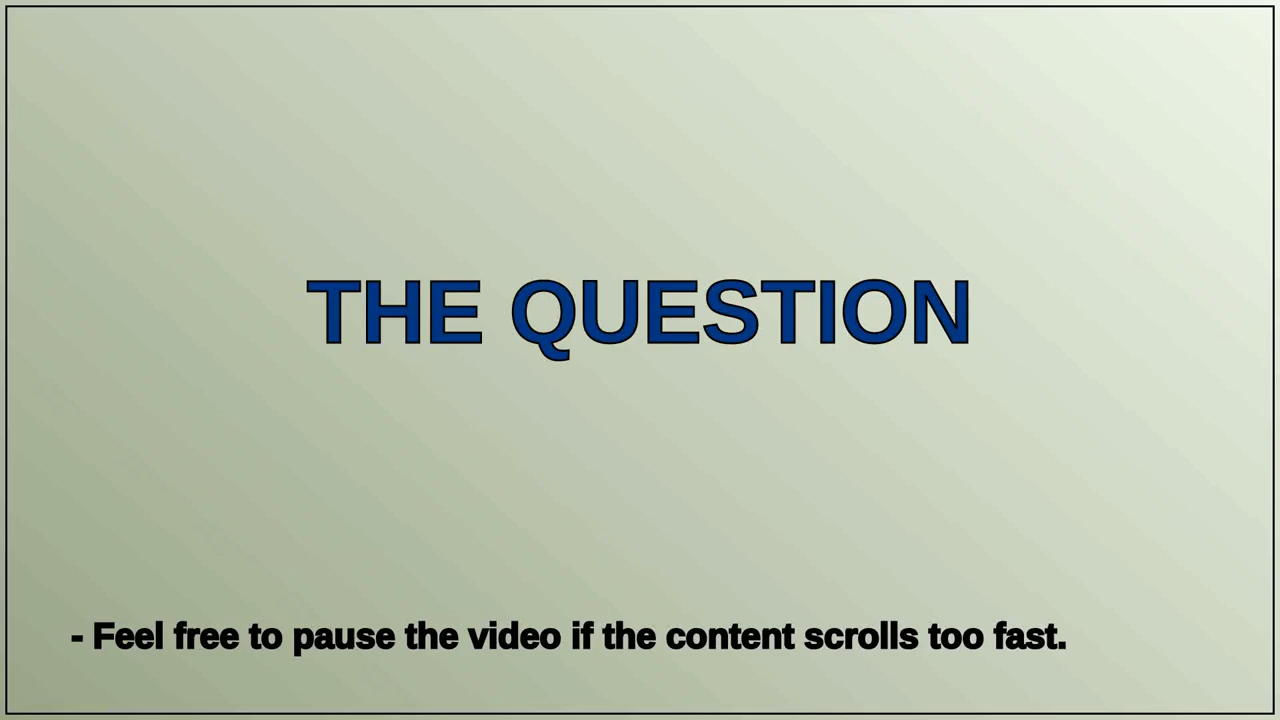 THE QUESTION
- Feel free to pause the video if the content scrolls too fast.